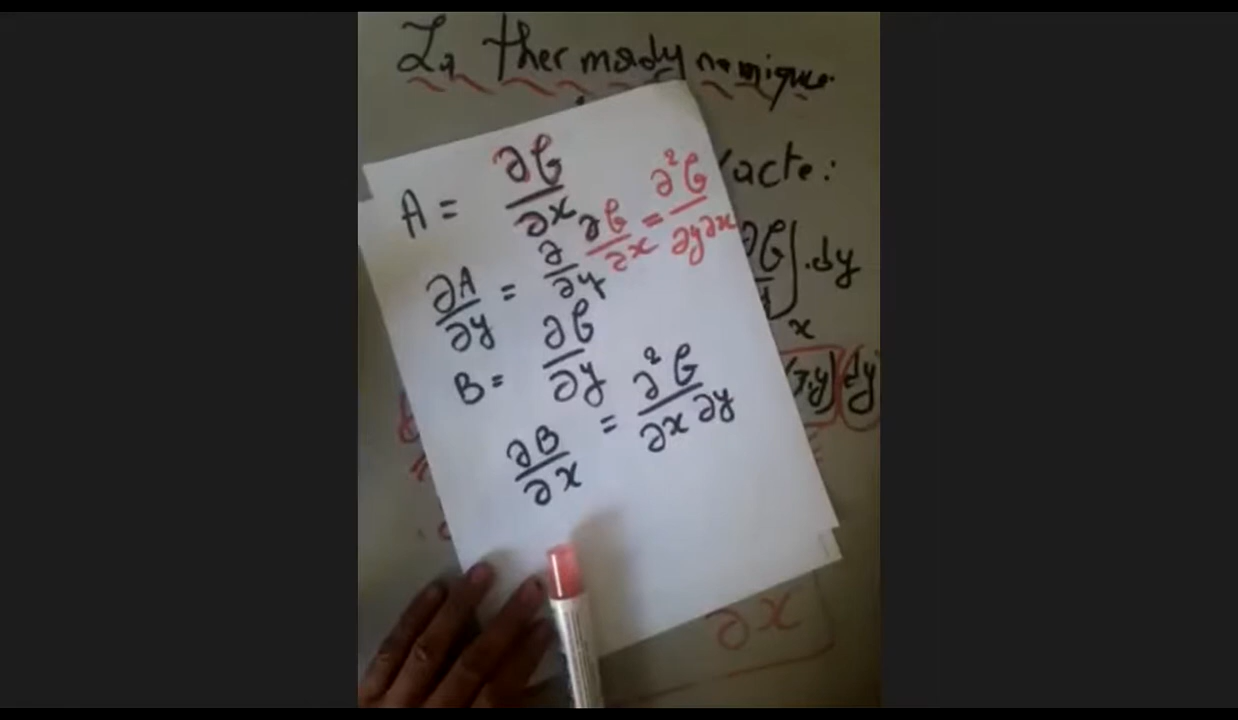 La thermodynamique
acte:
A = ∂G/∂x
∂A/∂y = ∂/∂y ∂G/∂x = ∂²G/∂y∂x
B = ∂G/∂y
∂B/∂x = ∂²G/∂x∂y
.dy
x
,y) dy
∂x